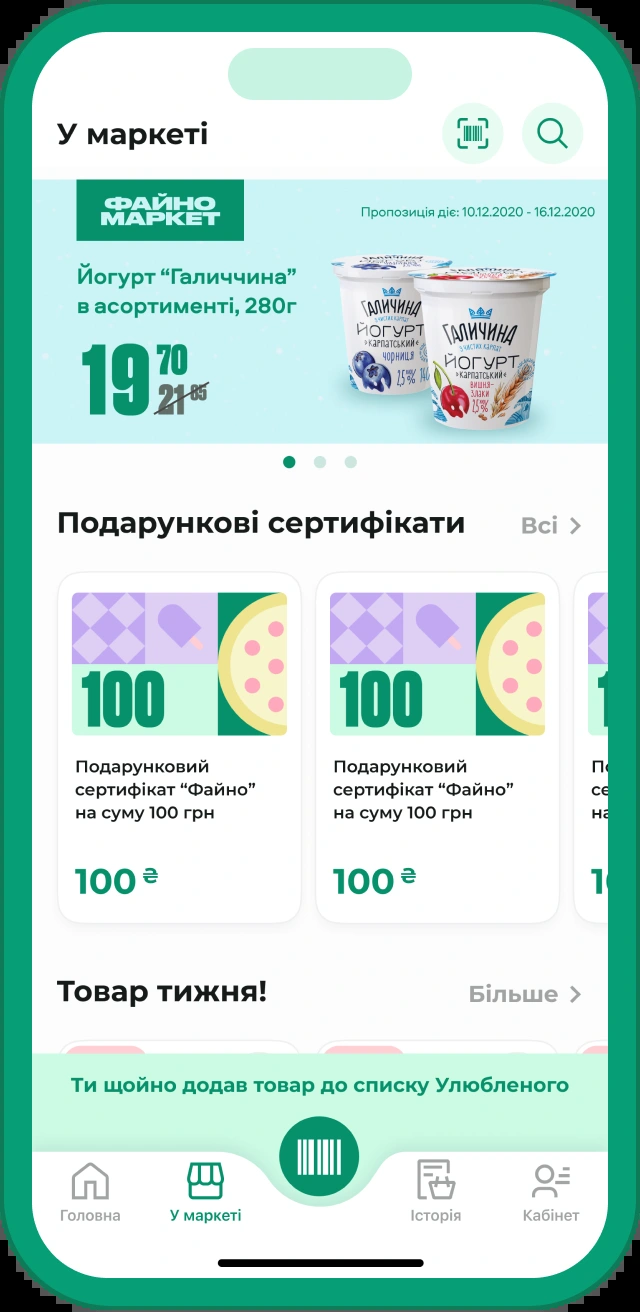 У маркеті
ФАЙНО
МАРКЕТ
Пропозиція діє: 10.12.2020 - 16.12.2020
Йогурт “Галиччина”
в асортименті, 280г
19 70
21 85
ГАЛИЧИНА
ЙОГУРТ
КАРПАТСЬКИЙ
ЧОРНИЦЯ
2,5%
ГАЛИЧИНА
У ЧИСТИХ КАРПАТ
ЙОГУРТ
КАРПАТСЬКИЙ
ВИШНЯ-
ЗЛАКИ
2,5%
Подарункові сертифікати
Всі
100
100
Подарунковий
сертифікат “Файно”
на суму 100 грн
100 ₴
Подарунковий
сертифікат “Файно”
на суму 100 грн
100 ₴
Товар тижня!
Більше
Ти щойно додав товар до списку Улюбленого
Головна
У маркеті
Історія
Кабінет